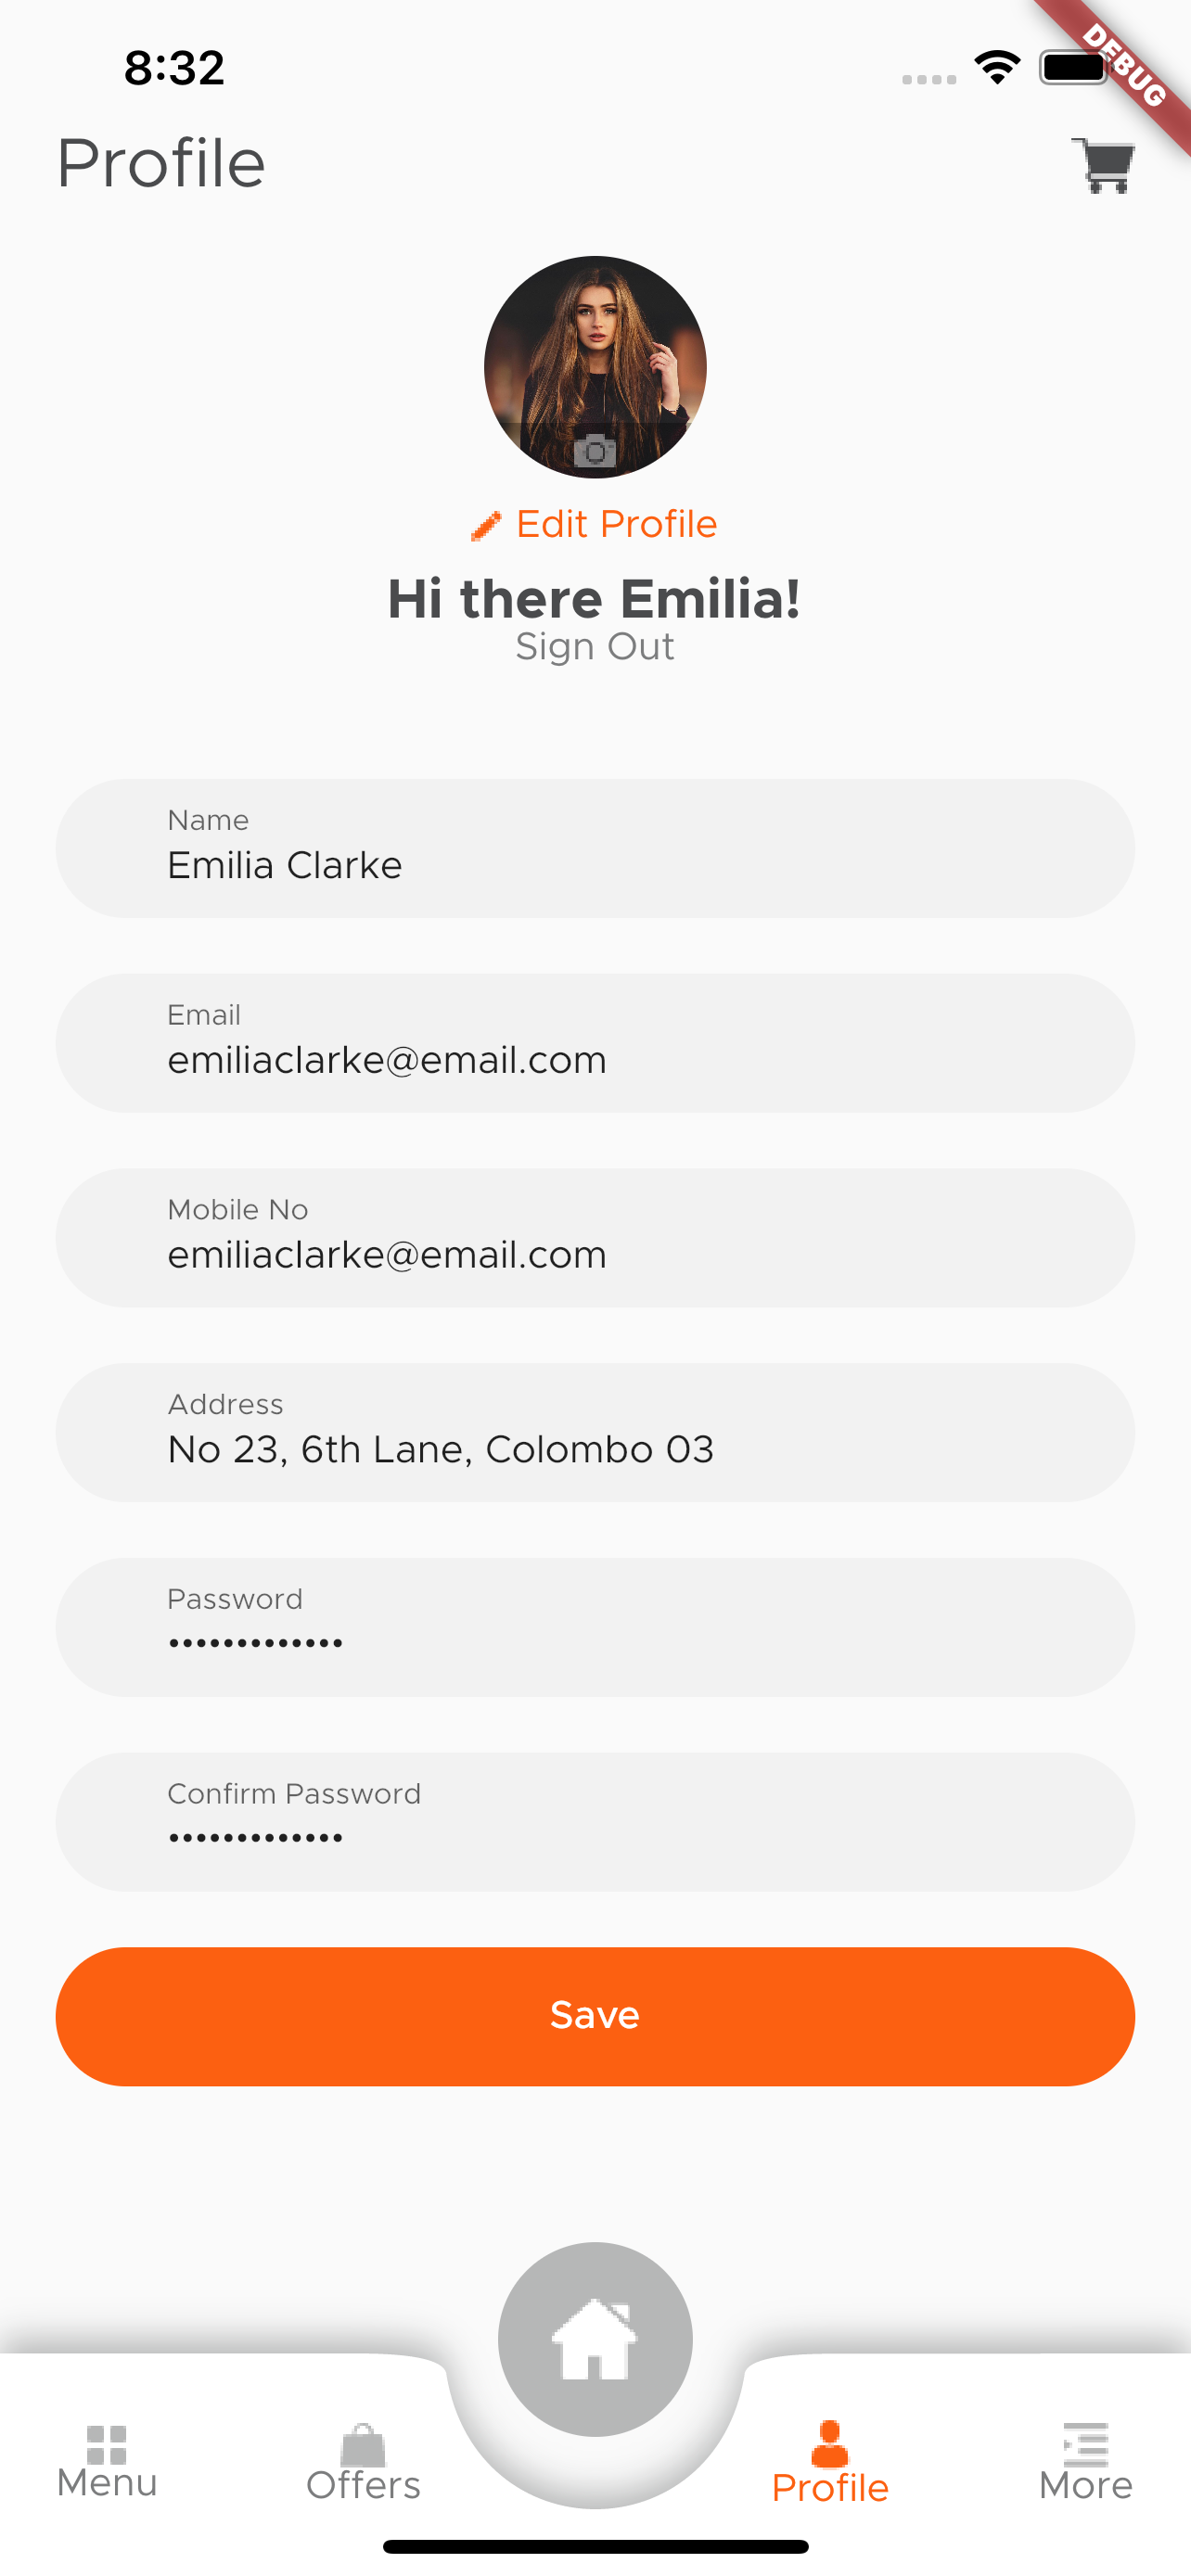 8:32
DEBUG
Profile
Edit Profile
Hi there Emilia!
Sign Out
Name
Emilia Clarke
Email
emiliaclarke@email.com
Mobile No
emiliaclarke@email.com
Address
No 23, 6th Lane, Colombo 03
Password
•••••••••••••
Confirm Password
•••••••••••••
Save
Menu
Offers
Profile
More